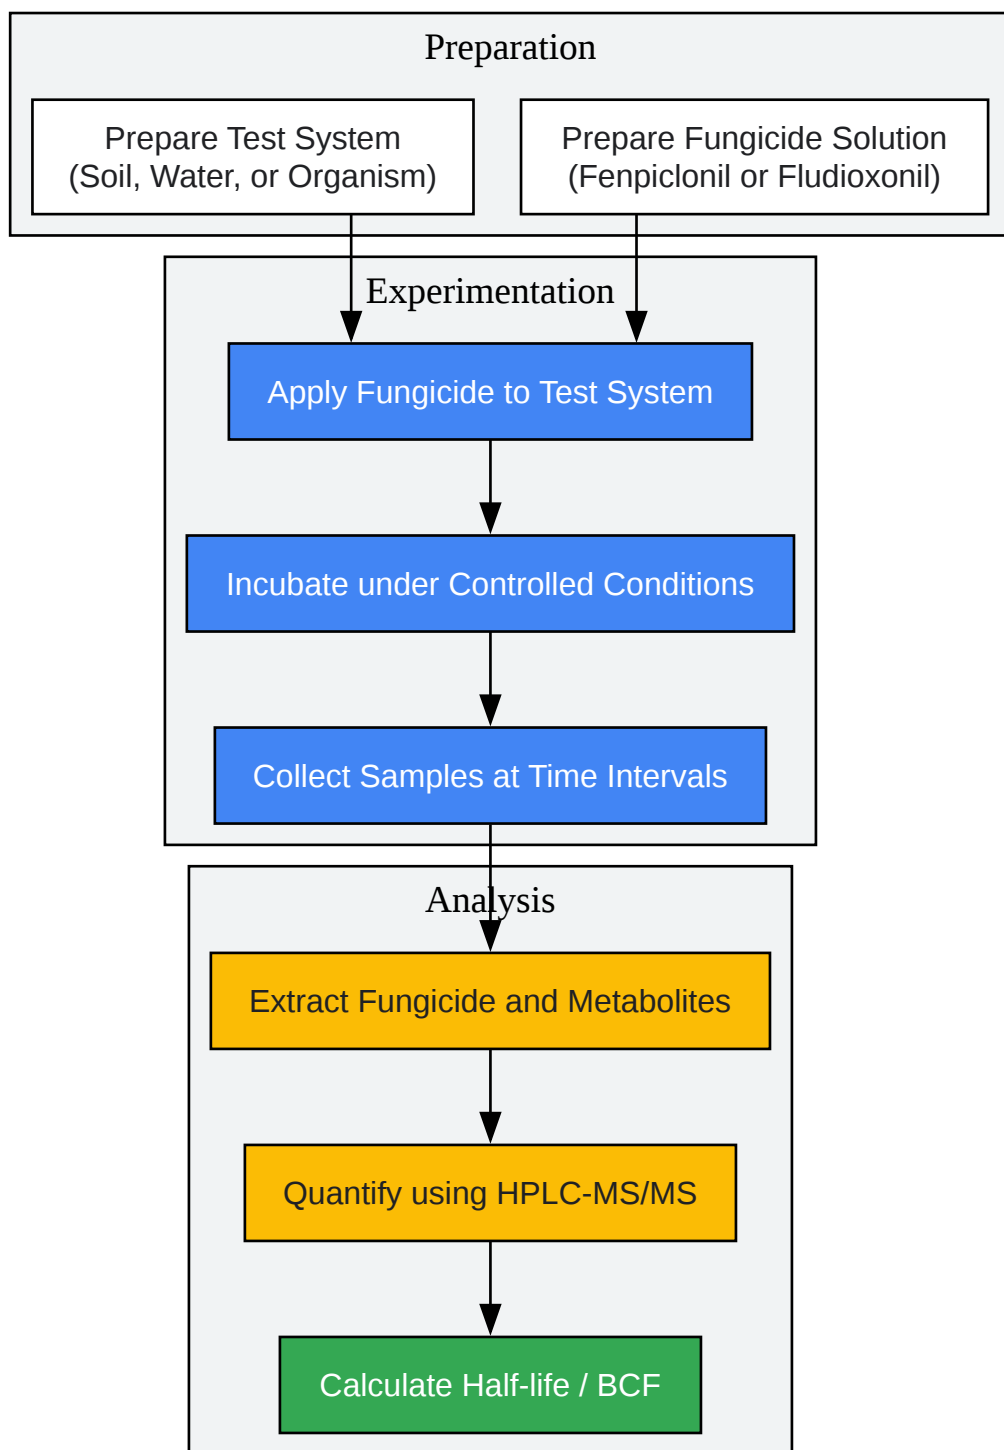 Preparation
Prepare Test System
(Soil, Water, or Organism)
Prepare Fungicide Solution
(Fenpiclonil or Fludioxonil)
Experimentation
Apply Fungicide to Test System
Incubate under Controlled Conditions
Collect Samples at Time Intervals
Analysis
Extract Fungicide and Metabolites
Quantify using HPLC-MS/MS
Calculate Half-life / BCF